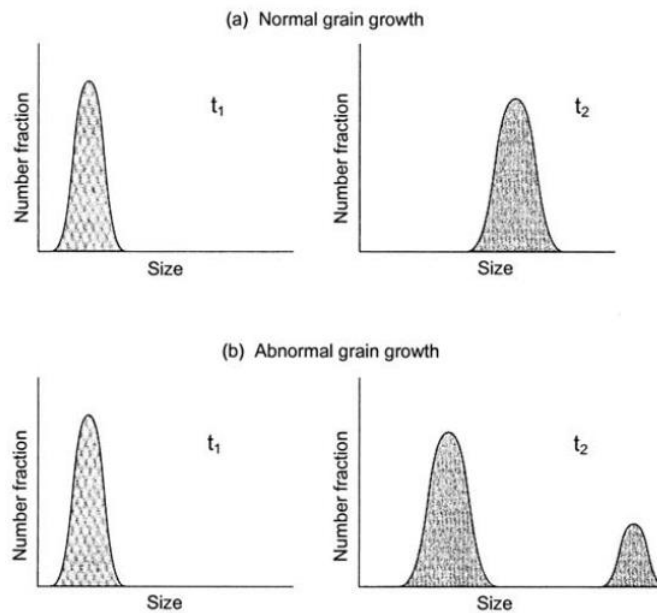 (a) Normal grain growth
Number fraction
t1
Size
Number fraction
t2
Size
(b) Abnormal grain growth
Number fraction
t1
Size
Number fraction
t2
Size